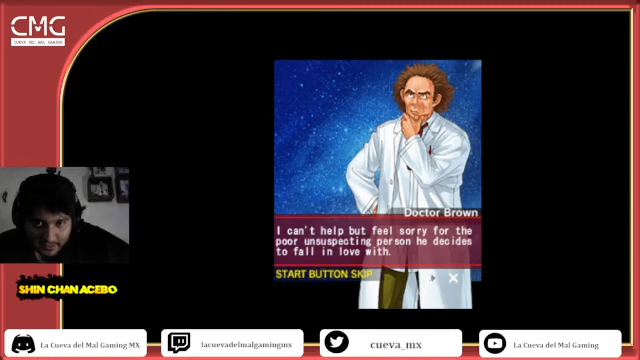 CMG
CUEVA DEL MAL GAMING
Doctor Brown
I can't help but feel sorry for the
poor unsuspecting person he decides
to fall in love with.
START BUTTON SKIP
SHIN CHAN ACEBO
La Cueva del Mal Gaming MX
lacuevadelmalgamingmx
cueva_mx
La Cueva del Mal Gaming